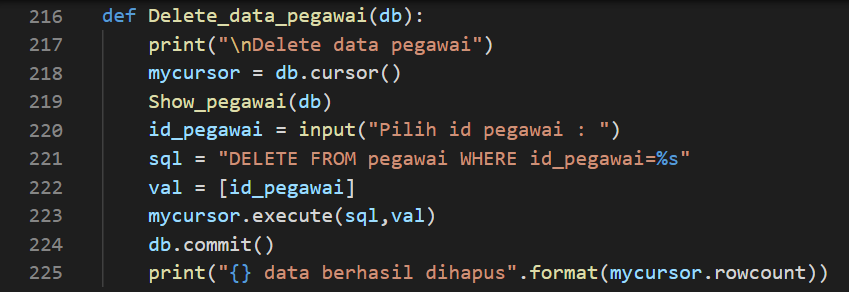 216 def Delete_data_pegawai(db):
217     print("\nDelete data pegawai")
218     mycursor = db.cursor()
219     Show_pegawai(db)
220     id_pegawai = input("Pilih id pegawai : ")
221     sql = "DELETE FROM pegawai WHERE id_pegawai=%s"
222     val = [id_pegawai]
223     mycursor.execute(sql,val)
224     db.commit()
225     print("{} data berhasil dihapus".format(mycursor.rowcount))